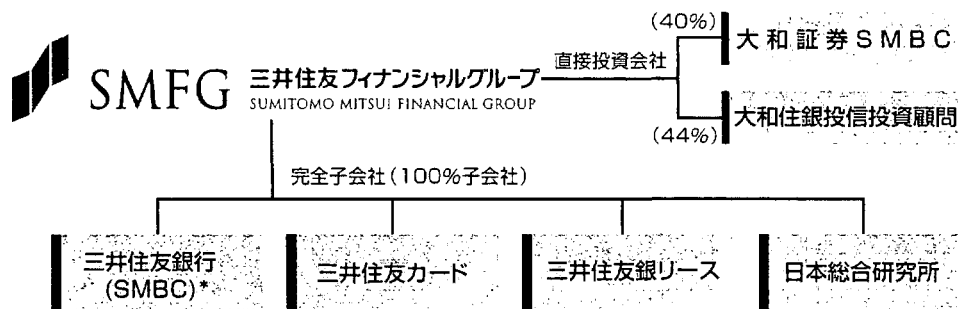 SMFG 三井住友フィナンシャルグループ
SUMITOMO MITSUI FINANCIAL GROUP
直接投資会社
(40%)
大和証券SMBC
(44%)
大和住銀投信投資顧問
完全子会社(100%子会社)
三井住友銀行
(SMBC)*
三井住友カード
三井住友銀リース
日本総合研究所